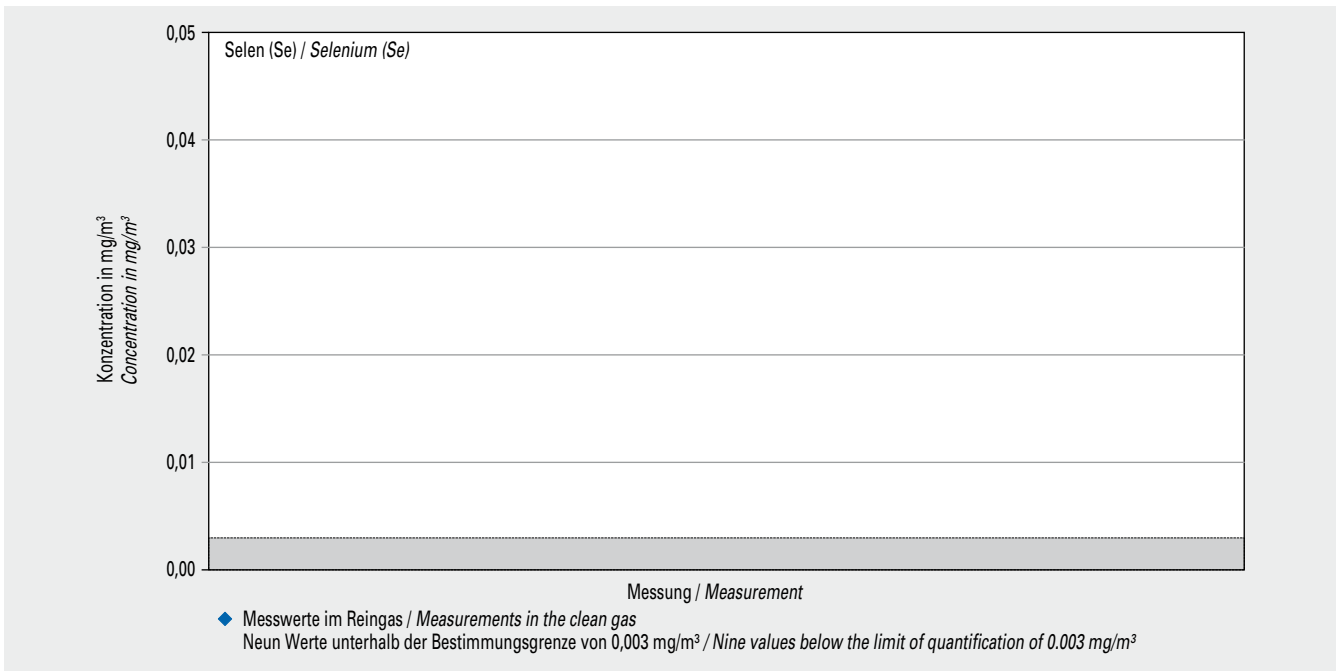 0,05
Selen (Se) / Selenium (Se)
0,04
0,03
0,02
0,01
0,00
Konzentration in mg/m³
Concentration in mg/m³
Messung / Measurement
Messwerte im Reingas / Measurements in the clean gas
Neun Werte unterhalb der Bestimmungsgrenze von 0,003 mg/m³ / Nine values below the limit of quantification of 0.003 mg/m³